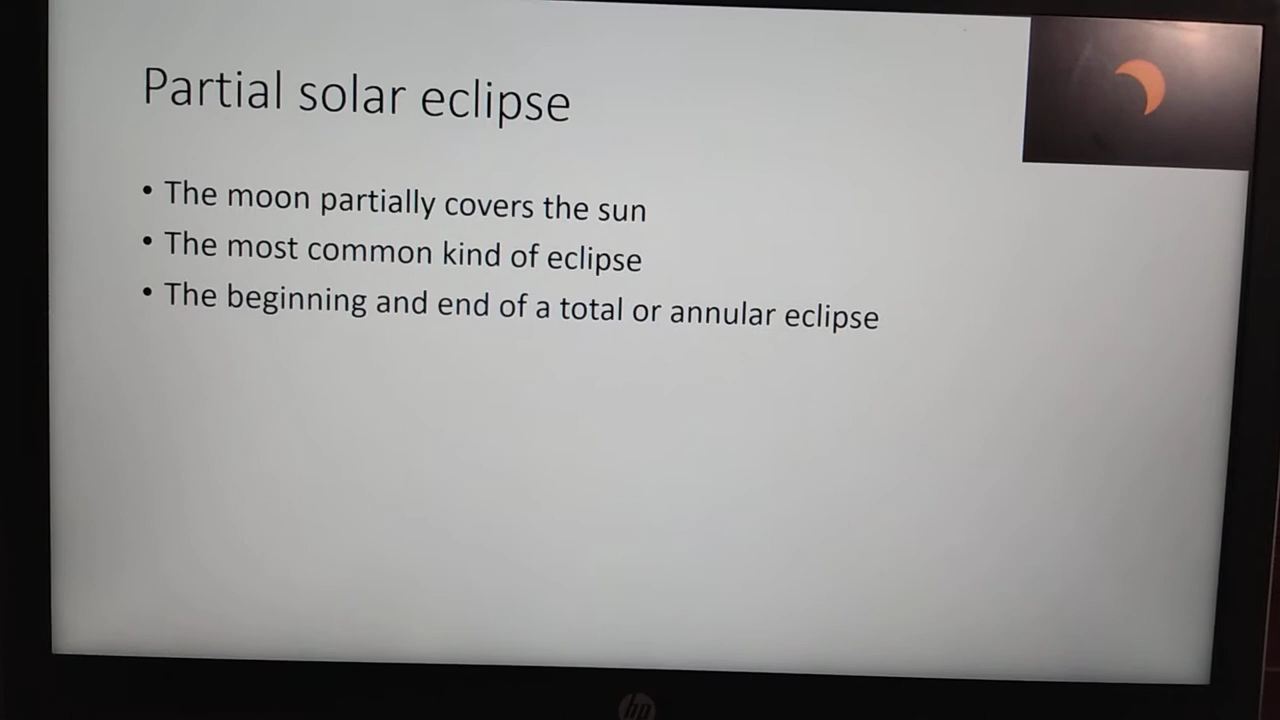 Partial solar eclipse
• The moon partially covers the sun
• The most common kind of eclipse
• The beginning and end of a total or annular eclipse
hp